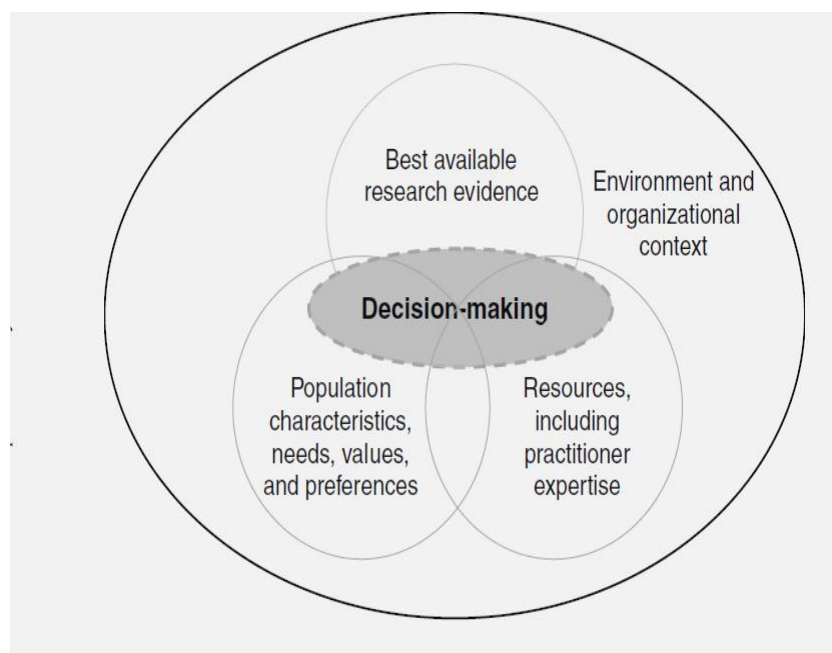 Best available
research evidence
Environment and
organizational
context
Decision-making
Population
characteristics,
needs, values,
and preferences
Resources,
including
practitioner
expertise